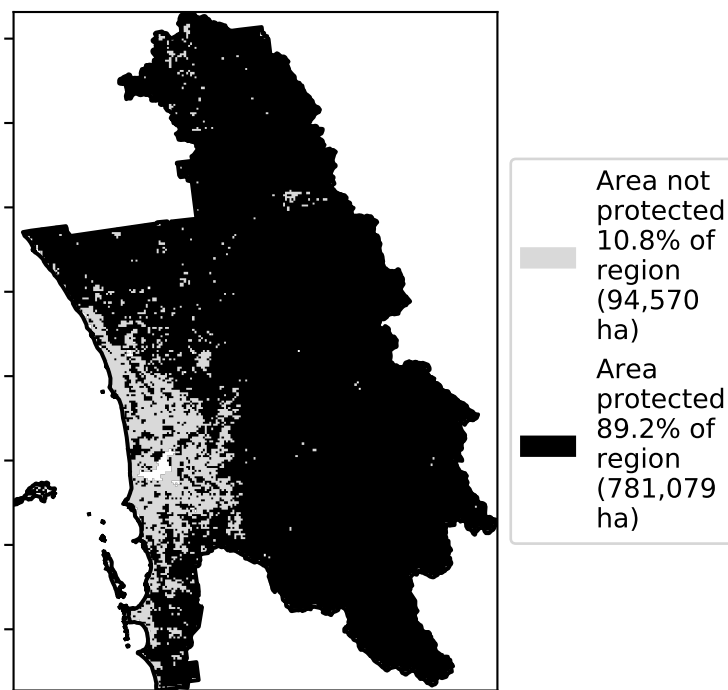 Area not
protected
10.8% of
region
(94,570
ha)
Area
protected
89.2% of
region
(781,079
ha)